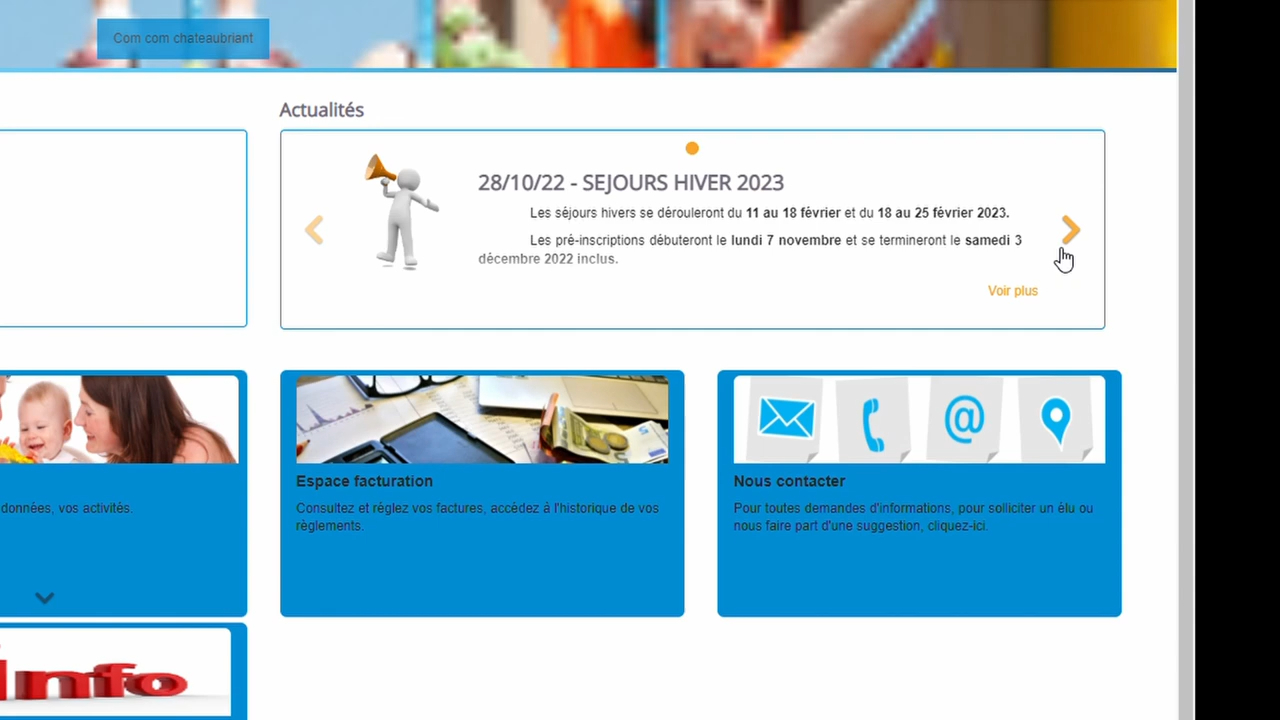 Com com chateaubriant
Actualités
28/10/22 - SEJOURS HIVER 2023
Les séjours hivers se dérouleront du 11 au 18 février et du 18 au 25 février 2023.
Les pré-inscriptions débuteront le lundi 7 novembre et se termineront le samedi 3
décembre 2022 inclus.
Voir plus
données, vos activités.
Espace facturation
Consultez et réglez vos factures, accédez à l'historique de vos
règlements.
Nous contacter
Pour toutes demandes d'informations, pour solliciter un élu ou
nous faire part d'une suggestion, cliquez-ici.
@
Info